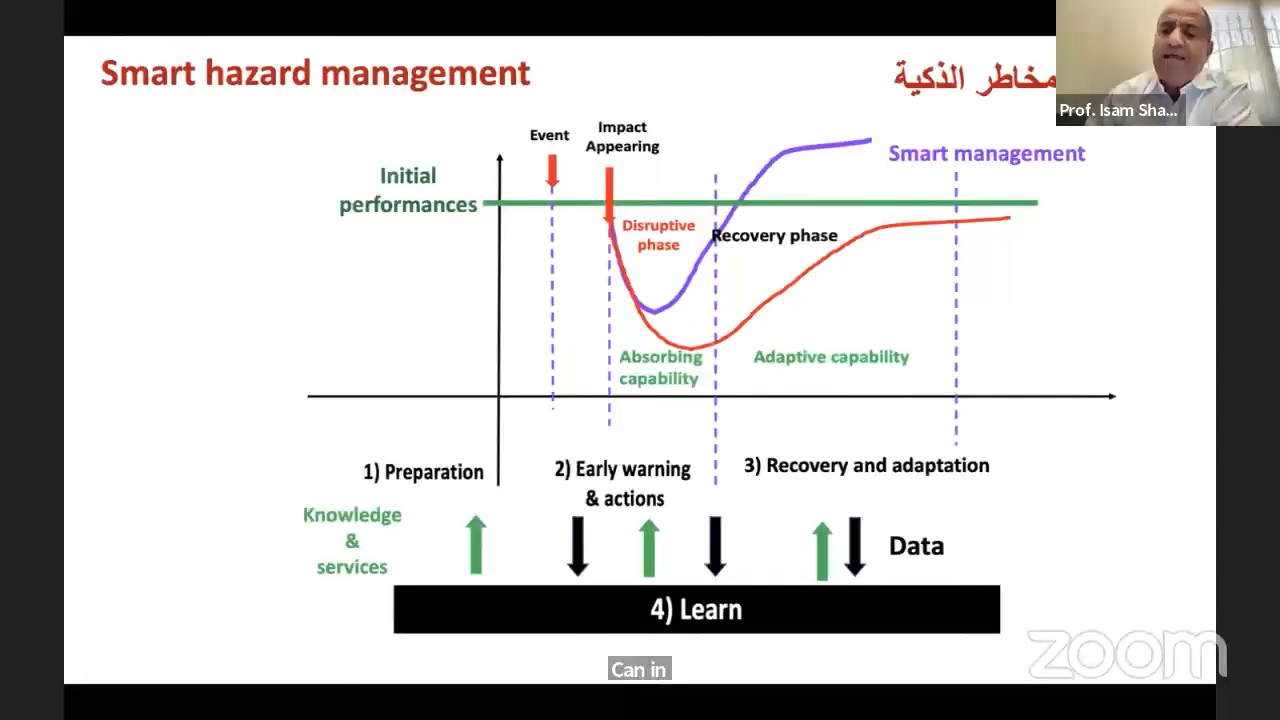 Smart hazard management
مخاطر الذكية
Prof. Isam Sha...
Event
Impact
Appearing
Smart management
Initial
performances
Disruptive
phase
Recovery phase
Absorbing
capability
Adaptive capability
1) Preparation
2) Early warning
& actions
3) Recovery and adaptation
Knowledge
&
services
Data
4) Learn
zoom
Can in